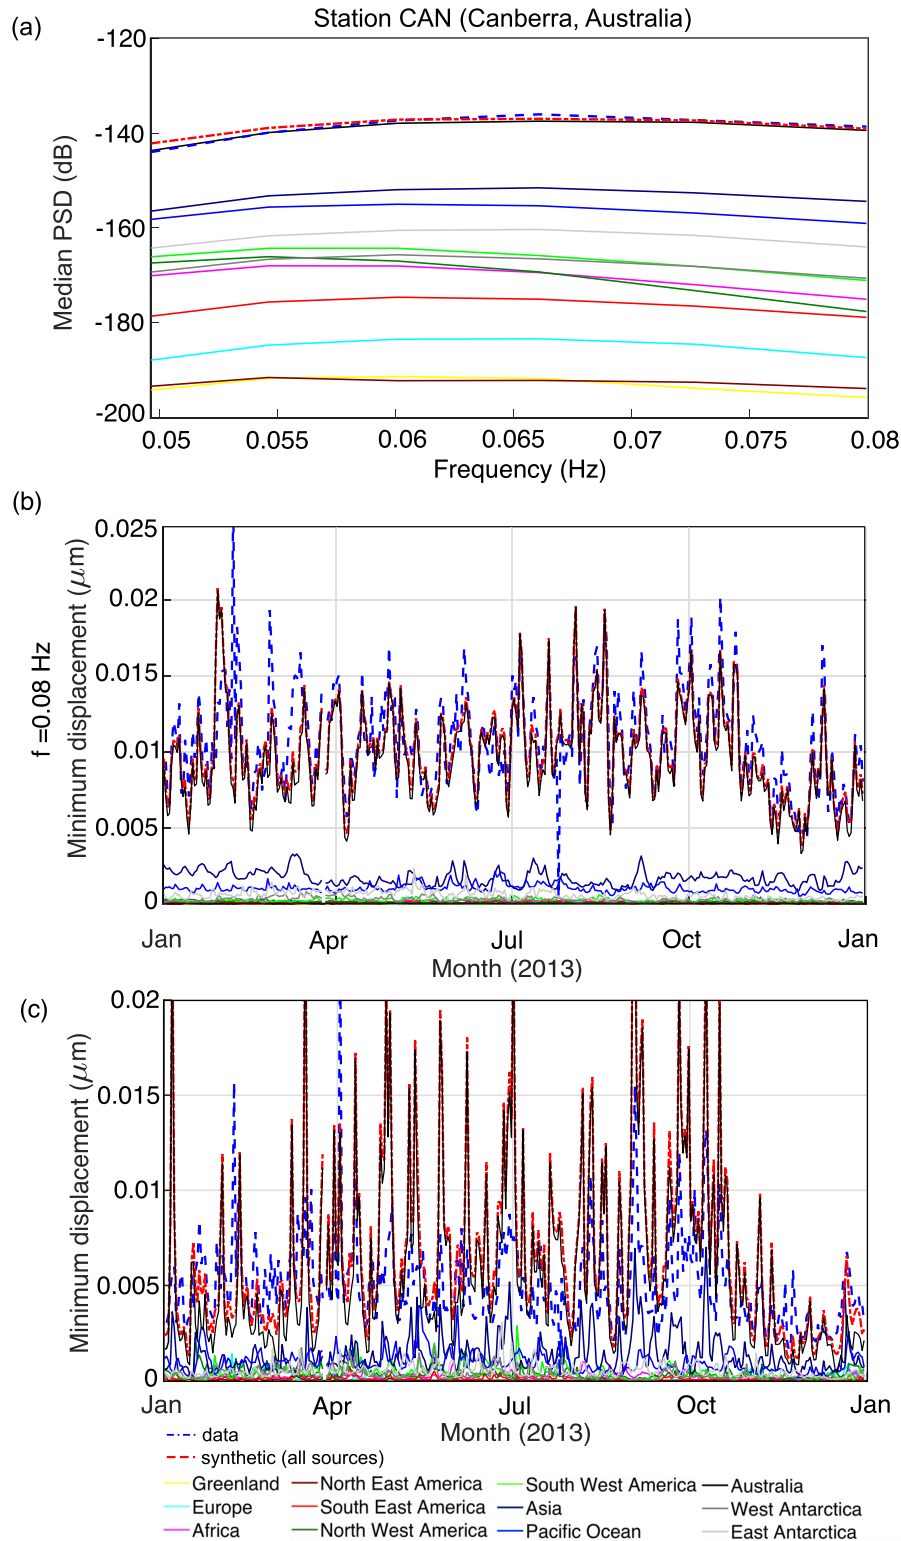 (a)
Station CAN (Canberra, Australia)
-120
-140
-160
-180
-200
Median PSD (dB)
0.05 0.055 0.06 0.065 0.07 0.075 0.08
Frequency (Hz)
(b)
0.025
0.02
0.015
0.01
0.005
0
f =0.08 Hz
Minimum displacement (μm)
Jan Apr Jul Oct Jan
Month (2013)
(c)
0.02
0.015
0.01
0.005
0
Minimum displacement (μm)
Jan Apr Jul Oct Jan
Month (2013)
data
synthetic (all sources)
Greenland North East America South West America Australia
Europe South East America Asia West Antarctica
Africa North West America Pacific Ocean East Antarctica